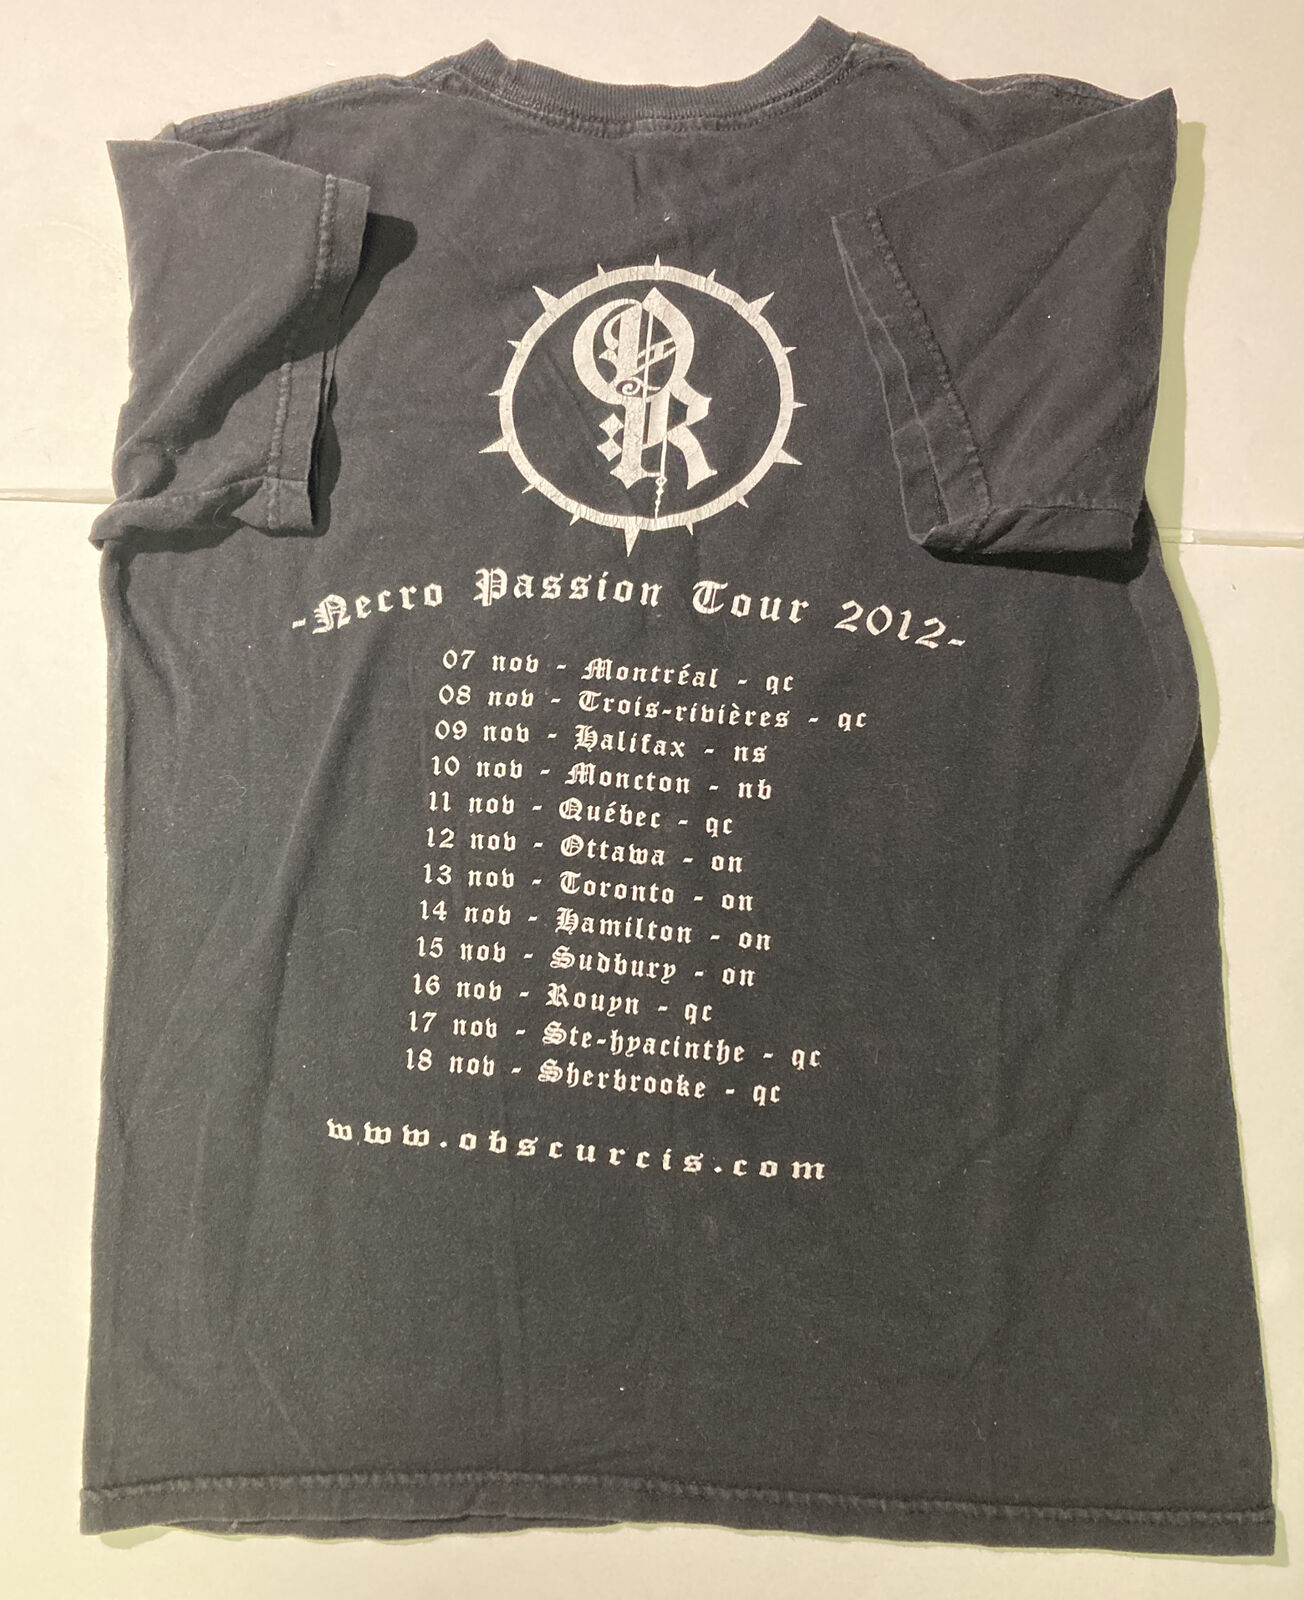 OR
-Necro Passion Tour 2012-
07 nov - Montréal - qc
08 nov - Trois-rivières - qc
09 nov - Halifax - ns
10 nov - Moncton - nb
11 nov - Québec - qc
12 nov - Ottawa - on
13 nov - Toronto - on
14 nov - Hamilton - on
15 nov - Sudbury - on
16 nov - Rouyn - qc
17 nov - Ste-hyacinthe - qc
18 nov - Sherbrooke - qc
www.obscurcis.com